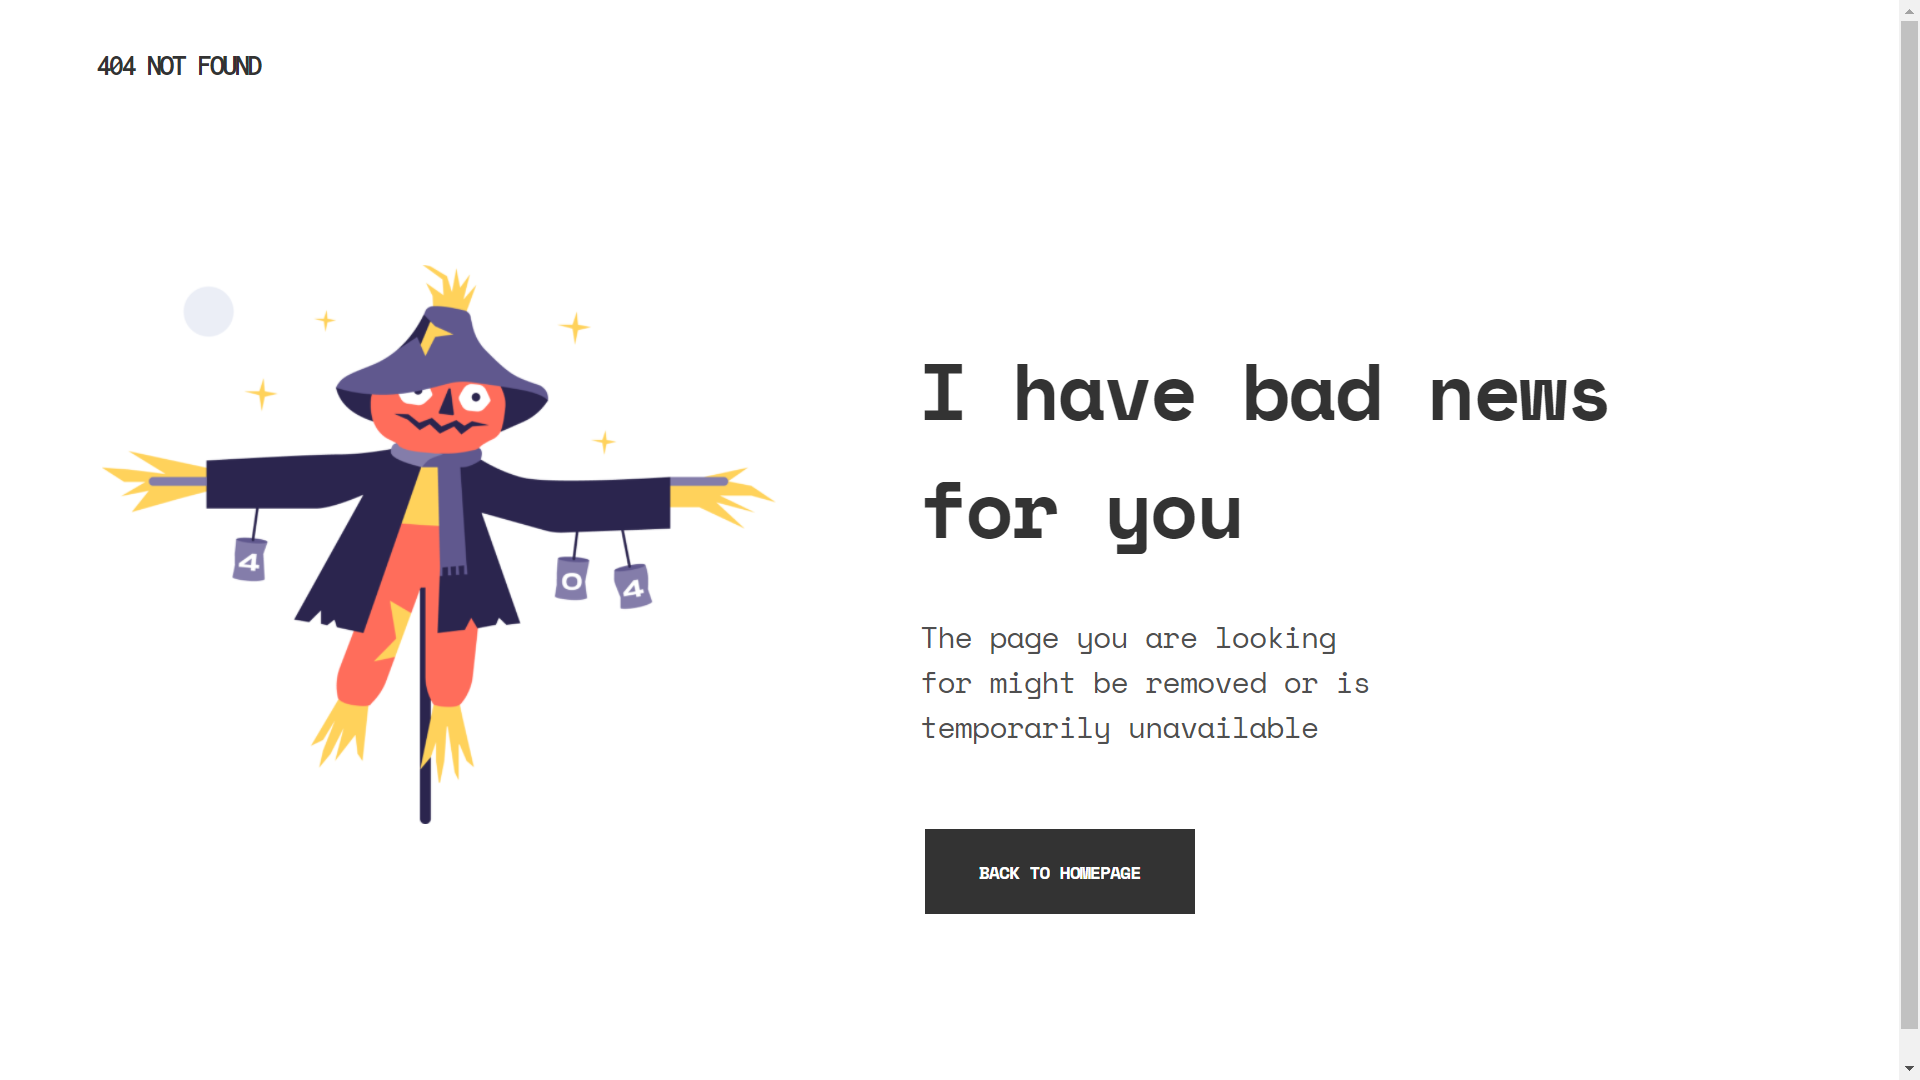 404 NOT FOUND
4
0
4
I have bad news
for you
The page you are looking
for might be removed or is
temporarily unavailable
BACK TO HOMEPAGE